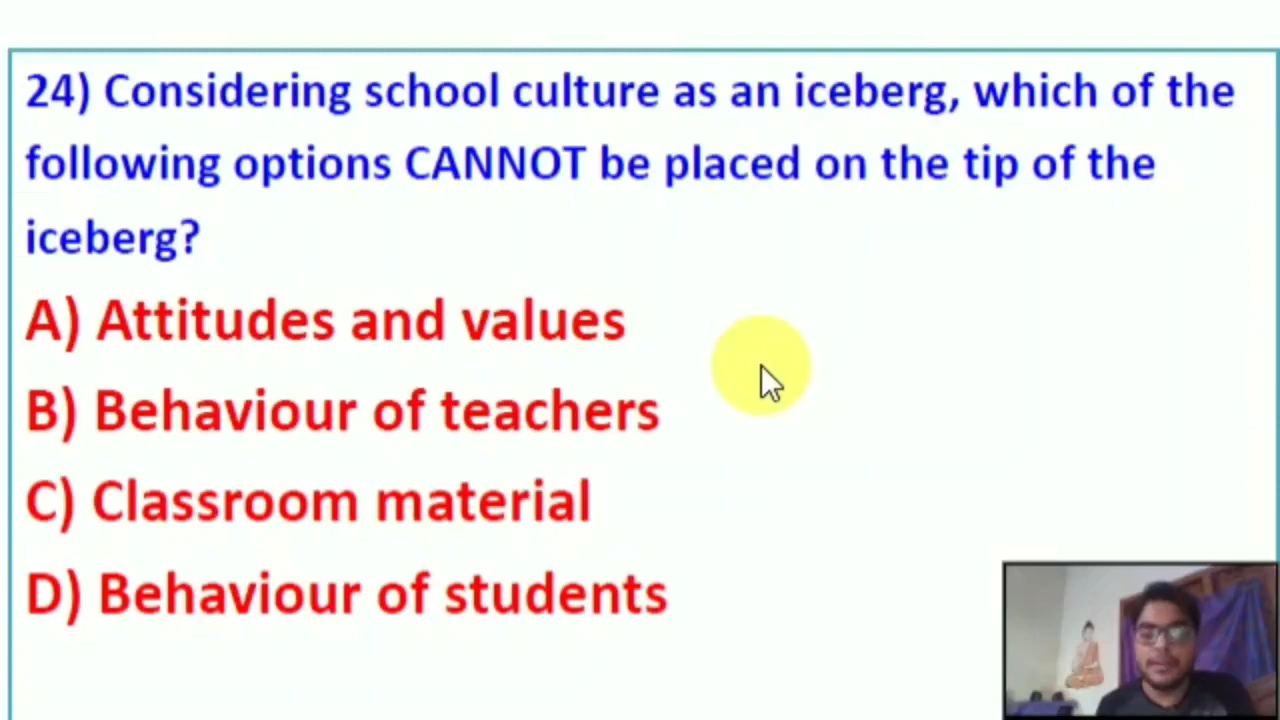 24) Considering school culture as an iceberg, which of the
following options CANNOT be placed on the tip of the
iceberg?
A) Attitudes and values
B) Behaviour of teachers
C) Classroom material
D) Behaviour of students